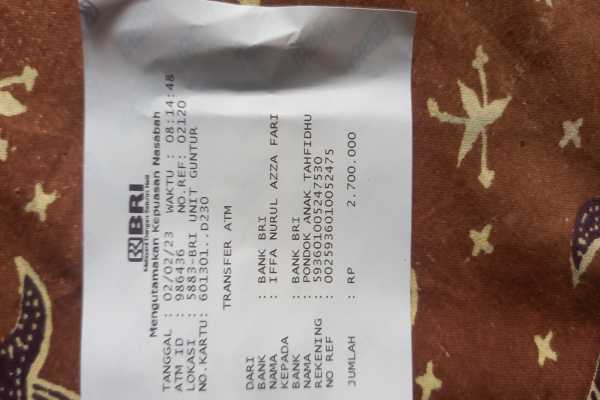 BRI
Melayani Dengan Setulus Hati
Mengutamakan Kepuasan Nasabah
TANGGAL : 02/02/23 WAKTU : 08:14:48
ATM ID : 986436 NO.REF: 02120
LOKASI : 5883-BRI UNIT GUNTUR
NO.KARTU: 601301..D230
TRANSFER ATM
DARI
BANK : BANK BRI
NAMA : IFFA NURUL AZZA FARI
KEPADA
BANK : BANK BRI
NAMA : PONDOK ANAK TAHFIDHU
REKENING : 593601005247530
NO REF : 0025936010052475
JUMLAH : RP 2.700.000